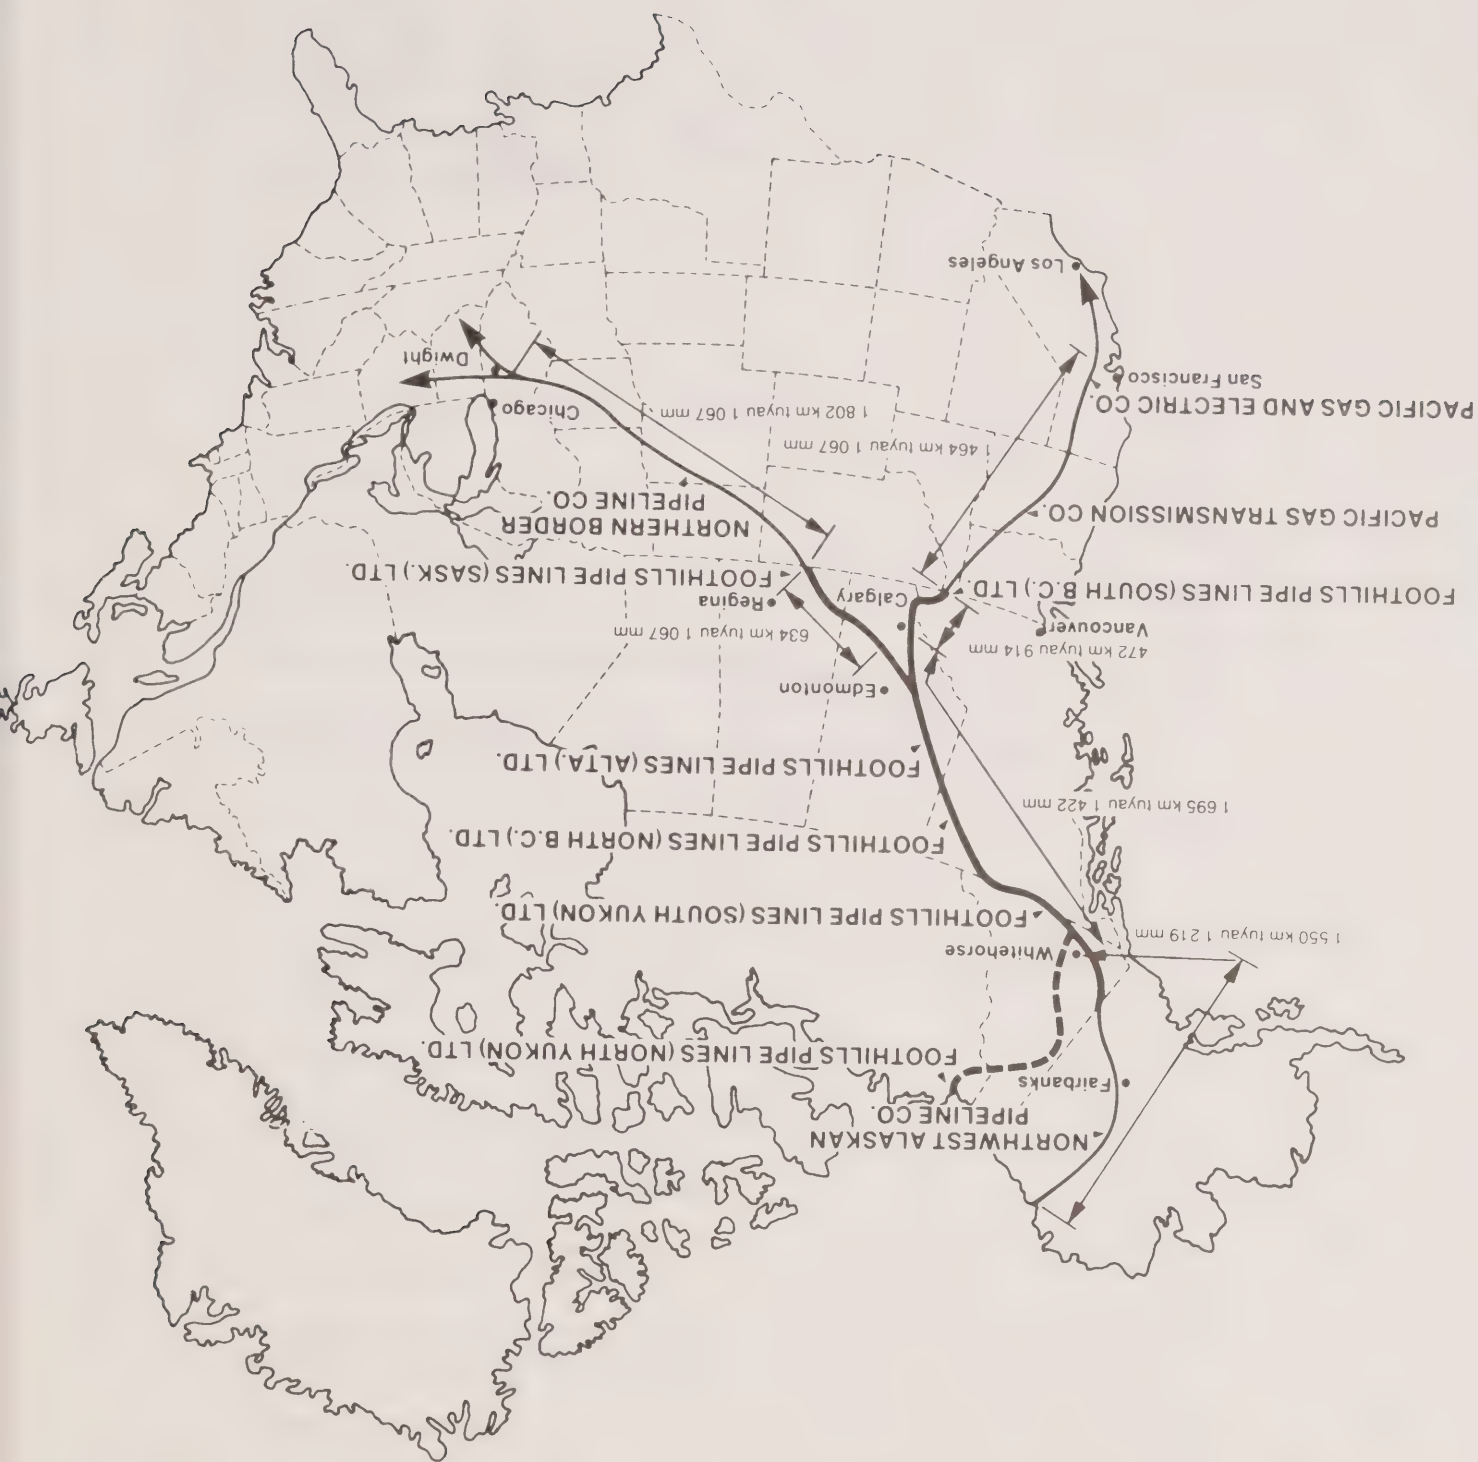 NORTHWEST ALASKAN
PIPELINE CO.
Fairbanks
FOOTHILLS PIPE LINES (NORTH YUKON) LTD.
Whitehorse
1 550 km tuyau 1 219 mm
FOOTHILLS PIPE LINES (SOUTH YUKON) LTD.
FOOTHILLS PIPE LINES (NORTH B.C.) LTD.
1 695 km tuyau 1 422 mm
FOOTHILLS PIPE LINES (ALTA.) LTD.
Edmonton
472 km tuyau 914 mm
Vancouver
634 km tuyau 1 067 mm
Calgary
Regina
FOOTHILLS PIPE LINES (SOUTH B.C.) LTD.
FOOTHILLS PIPE LINES (SASK.) LTD.
PACIFIC GAS TRANSMISSION CO.
NORTHERN BORDER
PIPELINE CO.
1 464 km tuyau 1 067 mm
1 802 km tuyau 1 067 mm
Chicago
PACIFIC GAS AND ELECTRIC CO.
San Francisco
Dwight
Los Angeles